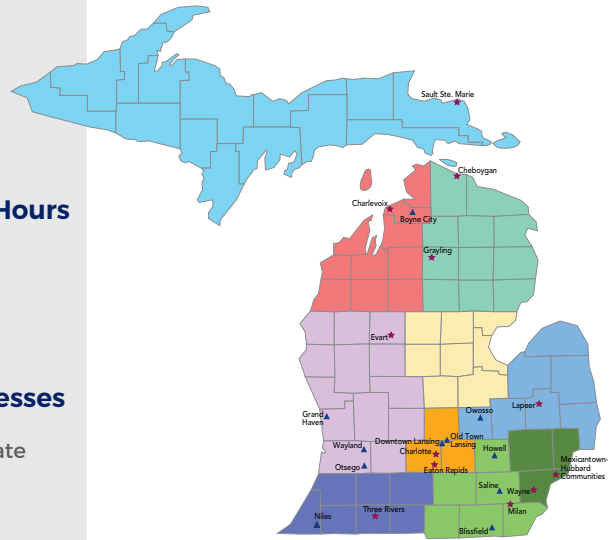 Hours
esses
ate
Sault Ste. Marie
Cheboygan
Charlevoix
Boyne City
Grayling
Evart
Grand
Haven
Owosso
Lapeer
Downtown Lansing
Old Town
Lansing
Wayland
Charlotte
Howell
Otsego
Eaton Rapids
Mexicantown-
Hubbard
Communities
Saline
Wayne
Niles
Three Rivers
Milan
Blissfield